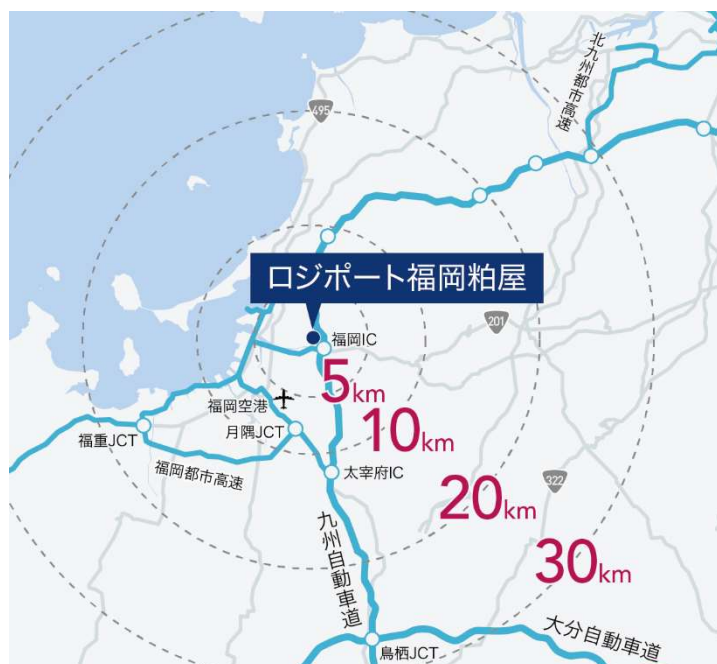 北九州都市高速
495
ロジポート福岡粕屋
201
福岡IC
5km
福岡空港
月隈JCT
10km
福重JCT
福岡都市高速
太宰府IC
322
20km
九州自動車道
30km
大分自動車道
鳥栖JCT